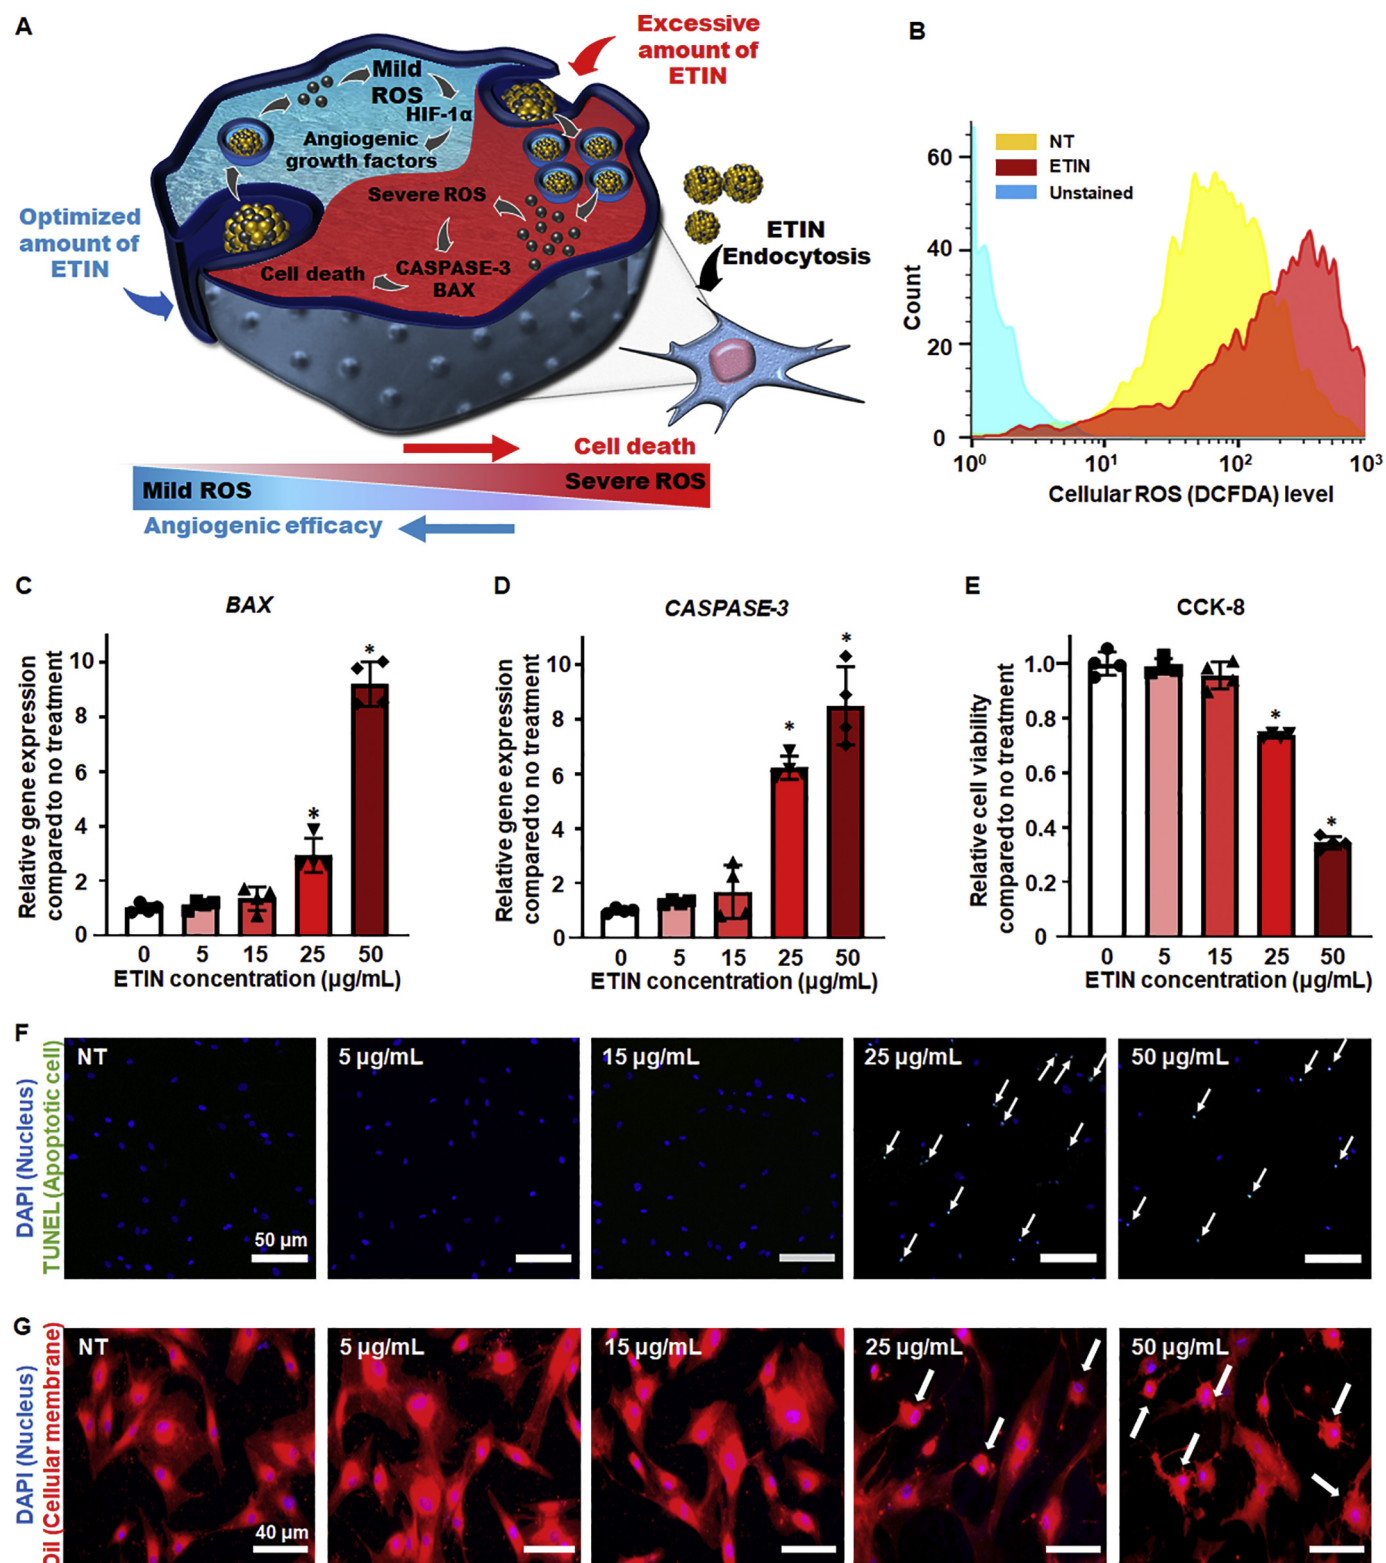 A
Excessive
amount of
ETIN
Mild
ROS
HIF-1α
Angiogenic
growth factors
Severe ROS
Optimized
amount of
ETIN
Cell death
CASPASE-3
BAX
ETIN
Endocytosis
Cell death
Mild ROS
Severe ROS
Angiogenic efficacy
B
NT
ETIN
Unstained
Count
60
40
20
0
10⁰
10¹
10²
10³
Cellular ROS (DCFDA) level
C
BAX
Relative gene expression
compared to no treatment
10
8
6
4
2
0
*
*
0 5 15 25 50
ETIN concentration (μg/mL)
D
CASPASE-3
Relative gene expression
compared to no treatment
10
8
6
4
2
0
*
*
0 5 15 25 50
ETIN concentration (μg/mL)
E
CCK-8
Relative cell viability
compared to no treatment
1.0
0.8
0.6
0.4
0.2
0
*
*
0 5 15 25 50
ETIN concentration (μg/mL)
F
DAPI (Nucleus)
TUNEL (Apoptotic cell)
NT
50 μm
5 μg/mL
15 μg/mL
25 μg/mL
50 μg/mL
G
DAPI (Nucleus)
DiI (Cellular membrane)
NT
40 μm
5 μg/mL
15 μg/mL
25 μg/mL
50 μg/mL